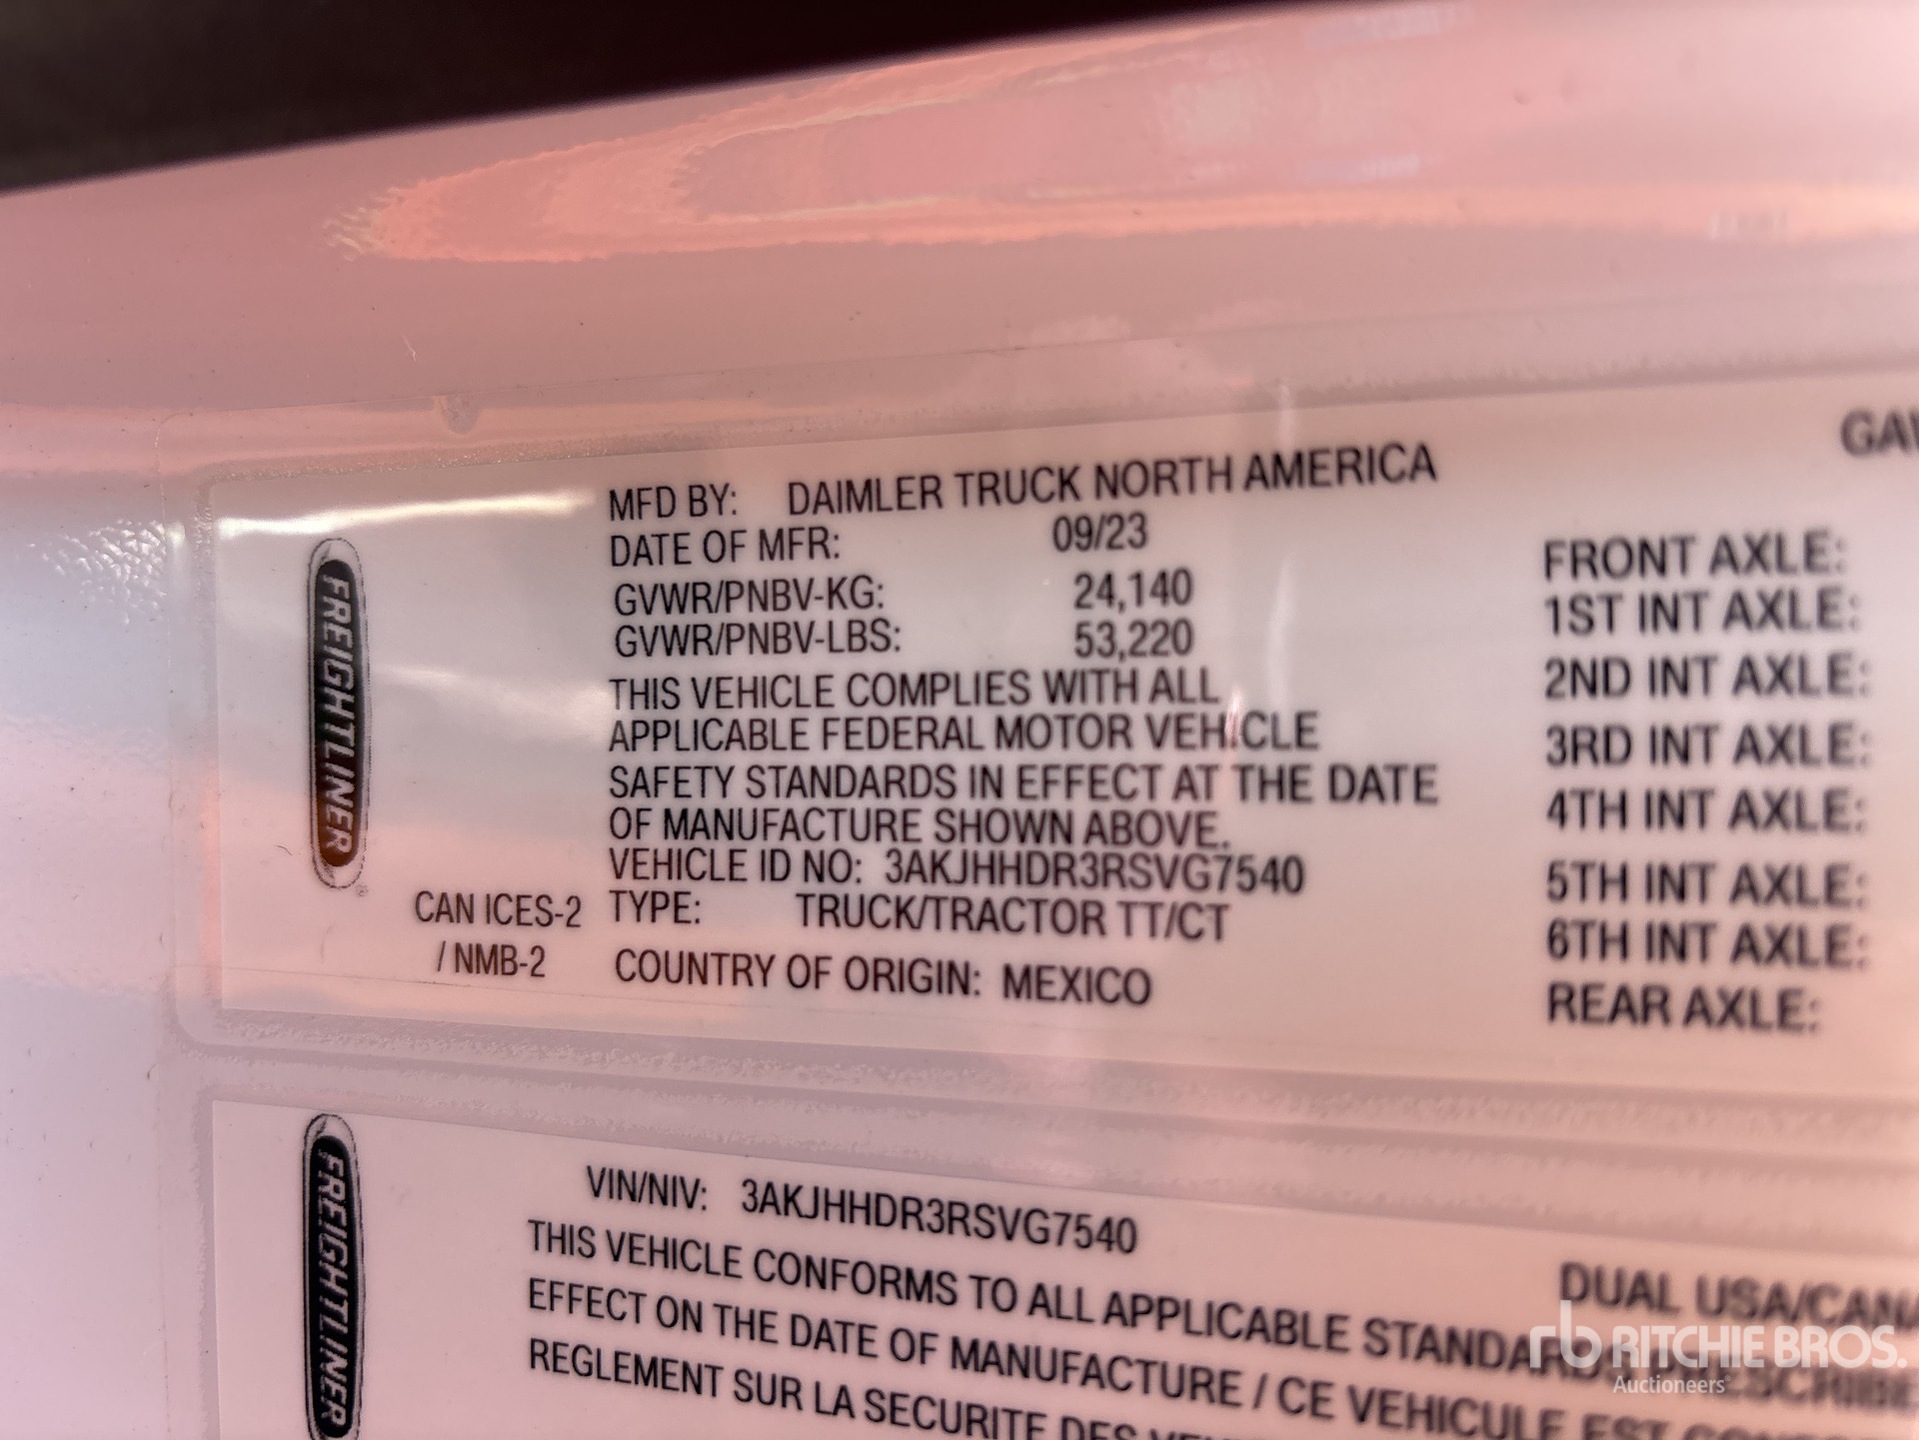 MFD BY: DAIMLER TRUCK NORTH AMERICA
DATE OF MFR: 09/23
GVWR/PNBV-KG: 24,140
GVWR/PNBV-LBS: 53,220
THIS VEHICLE COMPLIES WITH ALL
APPLICABLE FEDERAL MOTOR VEHICLE
SAFETY STANDARDS IN EFFECT AT THE DATE
OF MANUFACTURE SHOWN ABOVE.
VEHICLE ID NO: 3AKJHHDR3RSVG7540
TYPE: TRUCK/TRACTOR TT/CT
COUNTRY OF ORIGIN: MEXICO
FREIGHTLINER
CAN ICES-2
/ NMB-2
FRONT AXLE:
1ST INT AXLE:
2ND INT AXLE:
3RD INT AXLE:
4TH INT AXLE:
5TH INT AXLE:
6TH INT AXLE:
REAR AXLE:
FREIGHTLINER
VIN/NIV: 3AKJHHDR3RSVG7540
THIS VEHICLE CONFORMS TO ALL APPLICABLE STANDARDS
EFFECT ON THE DATE OF MANUFACTURE / CE VEHICULE EST
REGLEMENT SUR LA SECURITE DES
DUAL USA/CANA
rb RITCHIE BROS.
Auctioneers